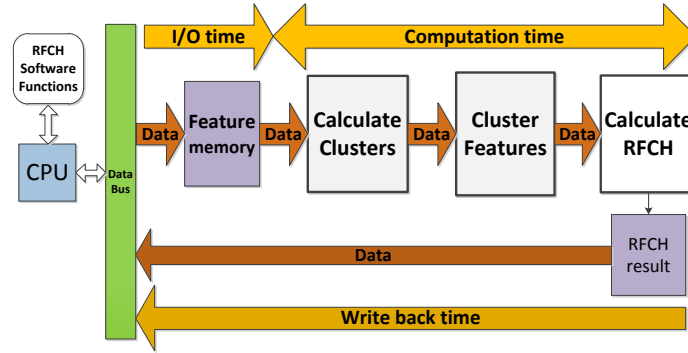 I/O time
Computation time
RFCH
Software
Functions
CPU
Data
Bus
Data
Feature
memory
Data
Calculate
Clusters
Data
Cluster
Features
Data
Calculate
RFCH
RFCH
result
Data
Write back time